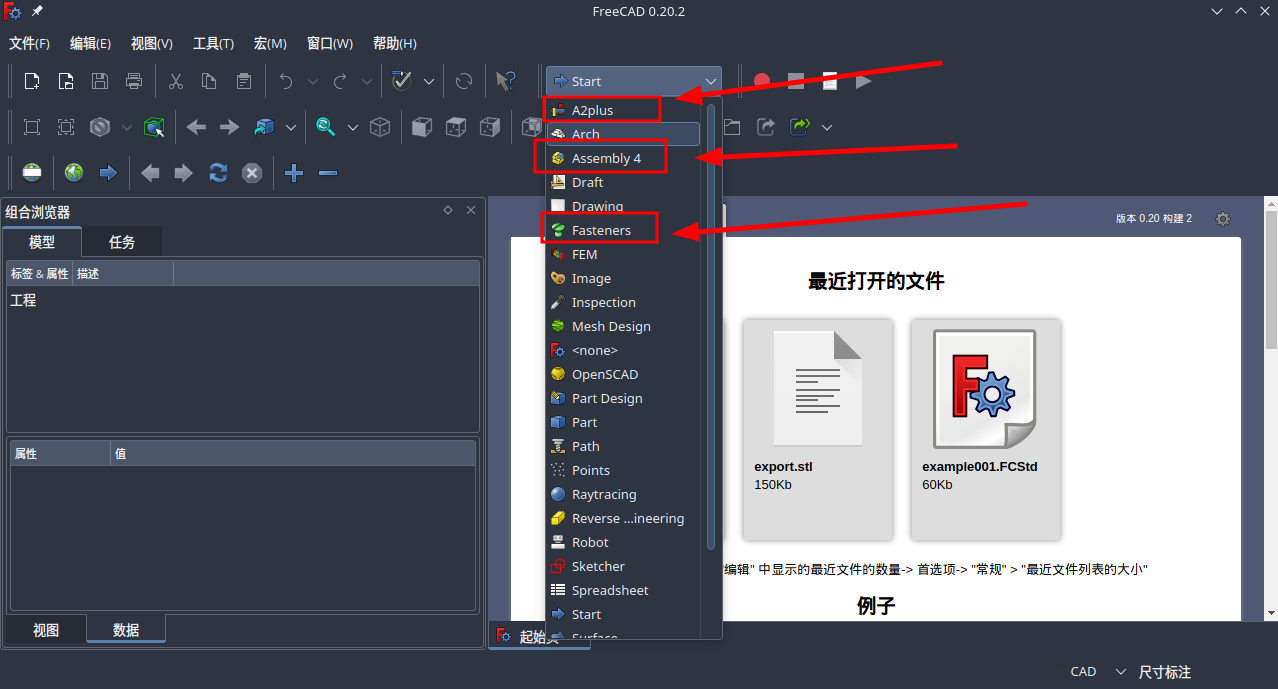 FreeCAD 0.20.2
文件(F) 编辑(E) 视图(V) 工具(T) 宏(M) 窗口(W) 帮助(H)
Start
A2plus
Arch
Assembly 4
Draft
Drawing
Fasteners
FEM
Image
Inspection
Mesh Design
<none>
OpenSCAD
Part Design
Part
Path
Points
Raytracing
Reverse ...ineering
Robot
Sketcher
Spreadsheet
Start
Surface
组合浏览器
模型 任务
标签 & 属性 描述
工程
属性 值
视图 数据
版本 0.20 构建 2
最近打开的文件
export.stl
150Kb
example001.FCStd
60Kb
编辑" 中显示的最近文件的数量-> 首选项-> "常规" > "最近文件列表的大小"
例子
起始
CAD 尺寸标注